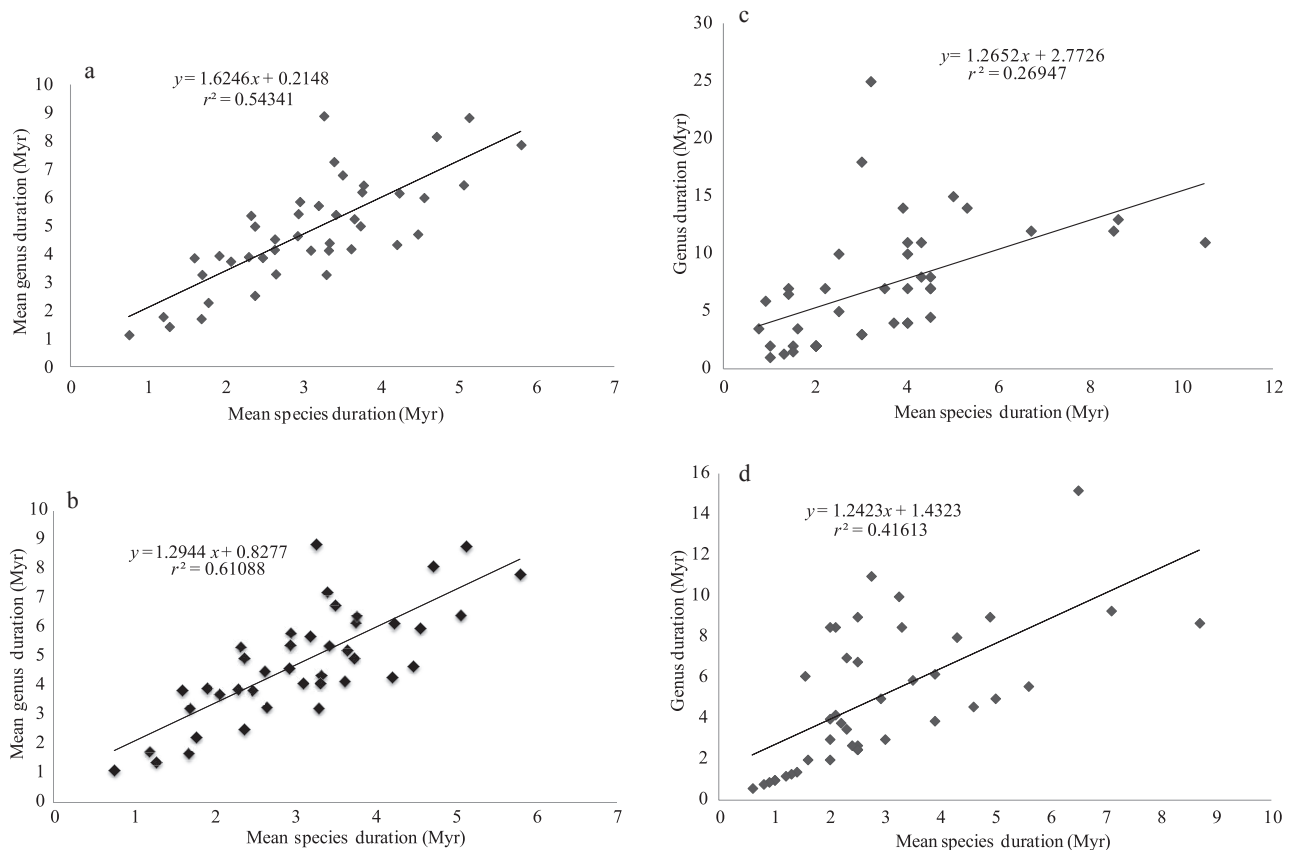 a
y = 1.6246x + 0.2148
r² = 0.54341
10
9
8
7
6
5
4
3
2
1
0
Mean genus duration (Myr)
0 1 2 3 4 5 6 7
Mean species duration (Myr)
b
y = 1.2944 x + 0.8277
r² = 0.61088
10
9
8
7
6
5
4
3
2
1
0
Mean genus duration (Myr)
0 1 2 3 4 5 6 7
Mean species duration (Myr)
c
y = 1.2652x + 2.7726
r² = 0.26947
30
25
20
15
10
5
0
Genus duration (Myr)
0 2 4 6 8 10 12
Mean species duration (Myr)
d
y = 1.2423x + 1.4323
r² = 0.41613
16
14
12
10
8
6
4
2
0
Genus duration (Myr)
0 1 2 3 4 5 6 7 8 9 10
Mean species duration (Myr)